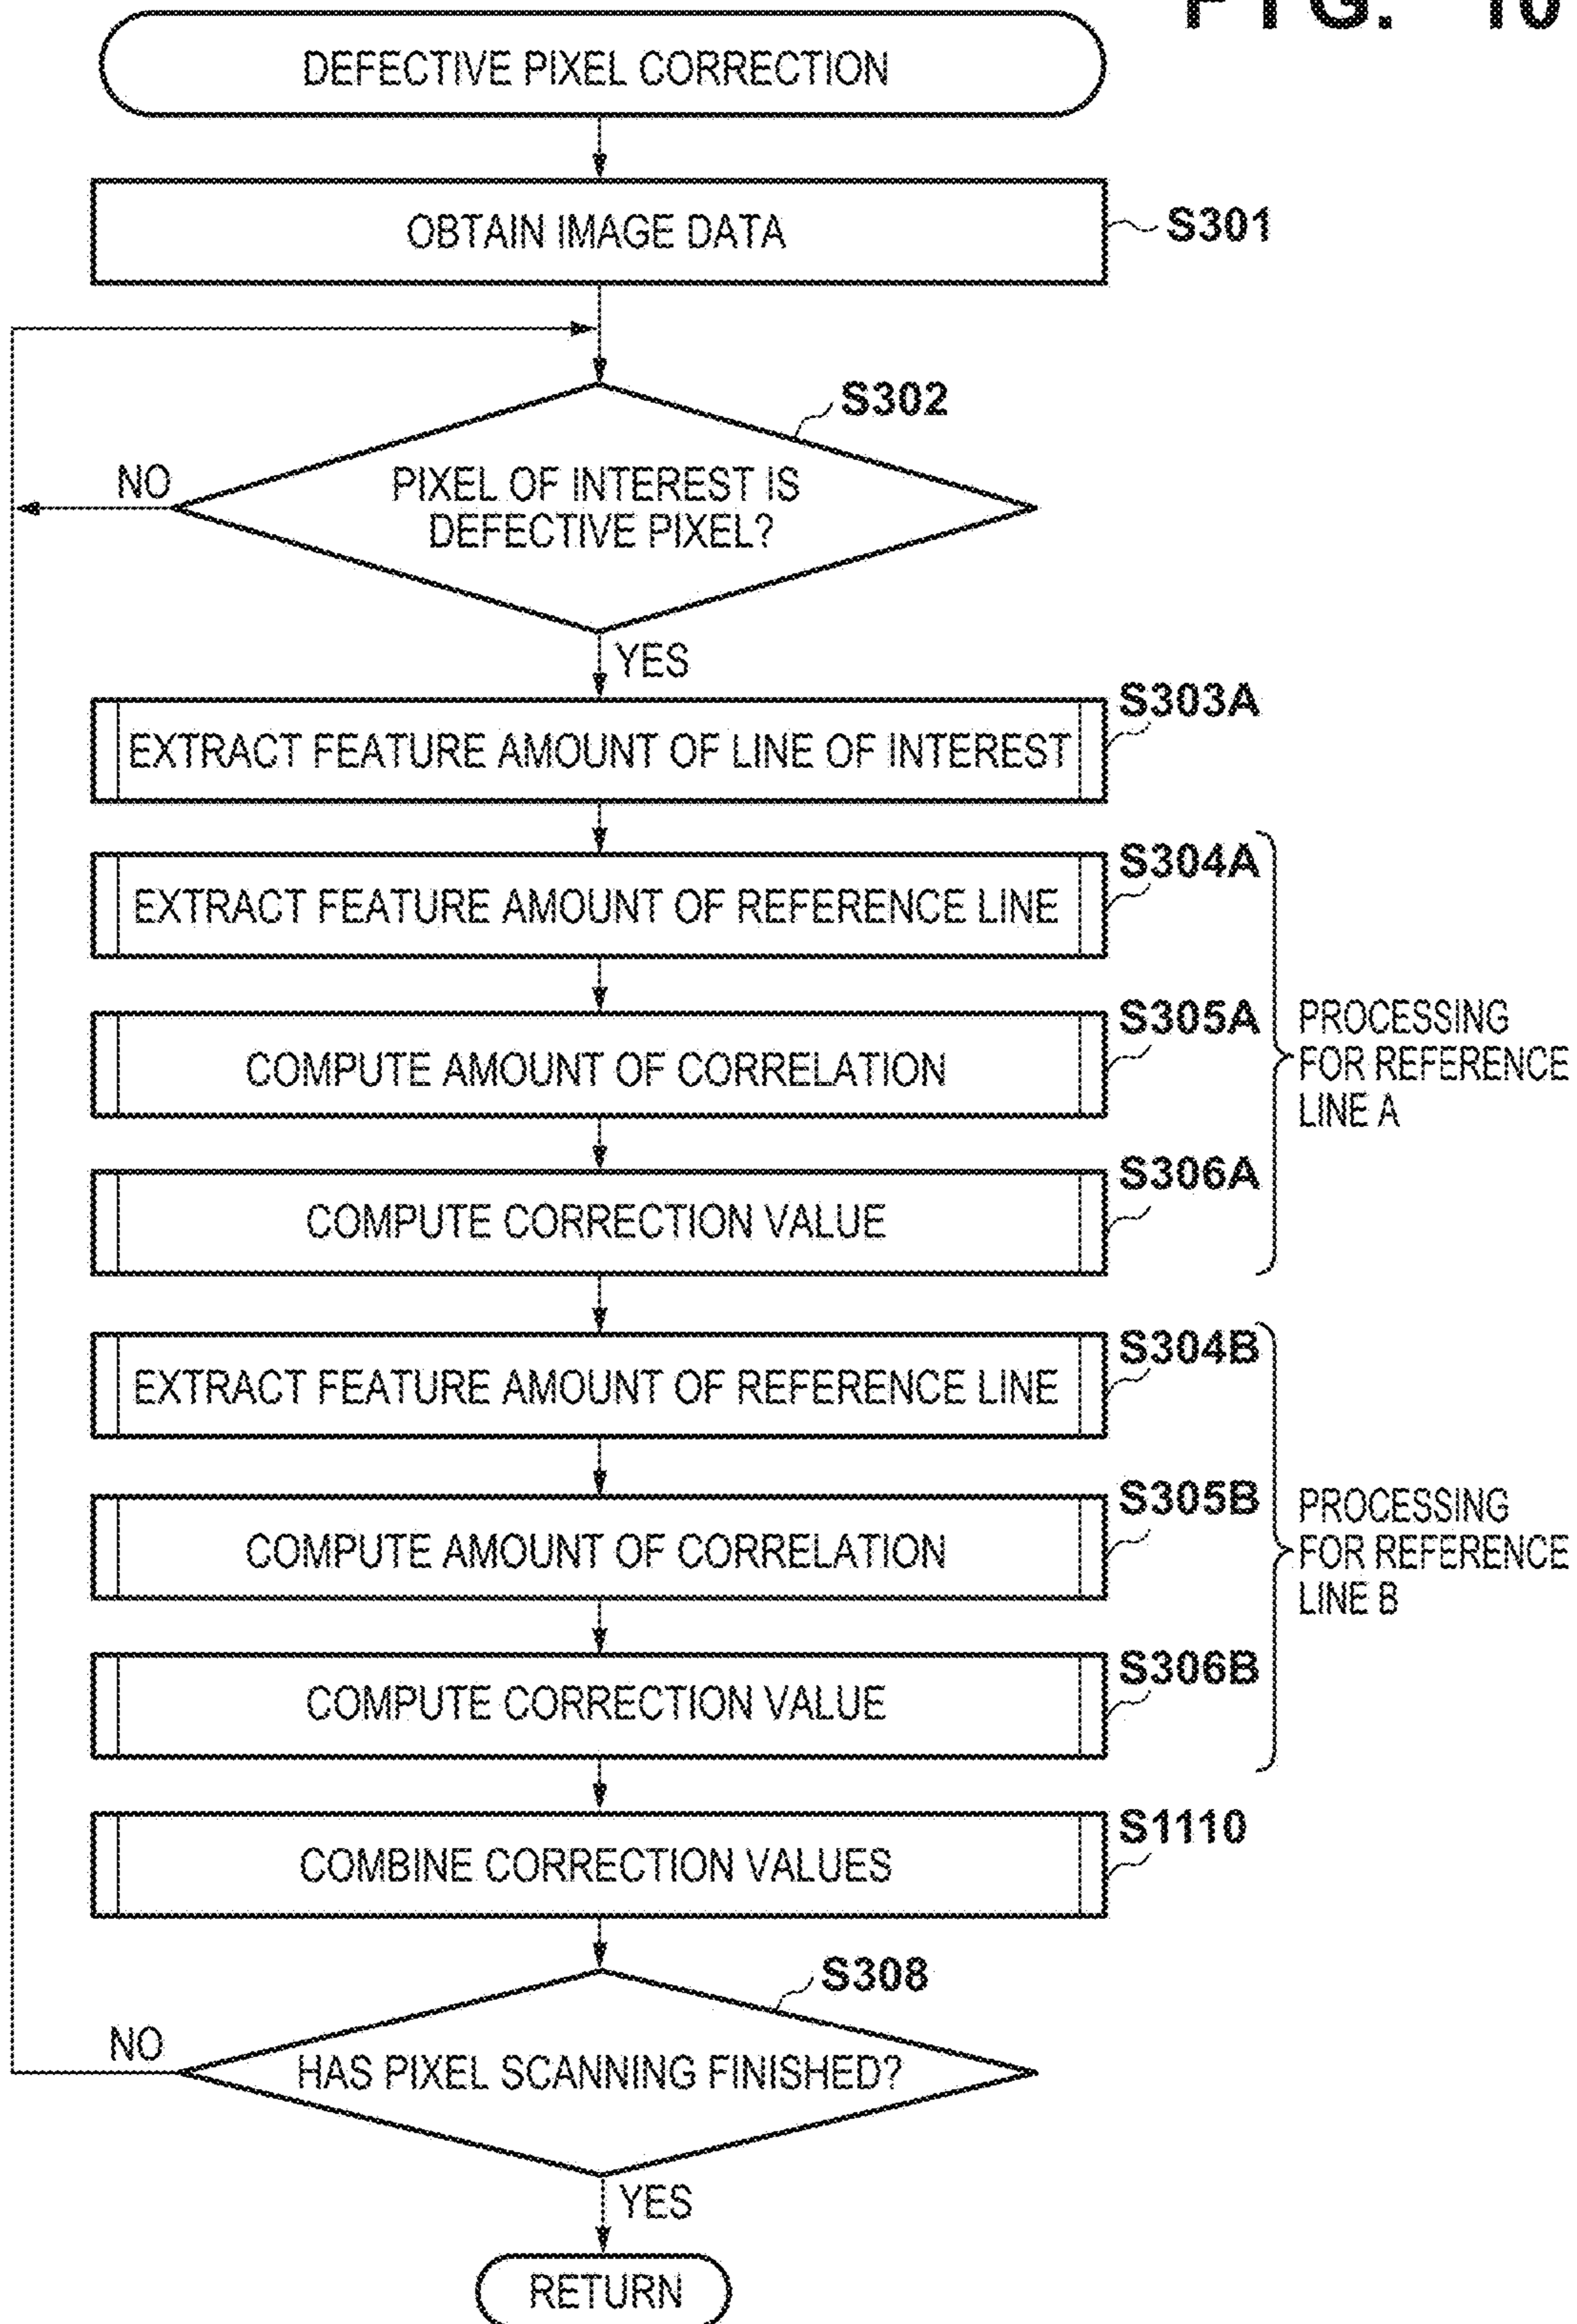 FIG. 10
DEFECTIVE PIXEL CORRECTION
OBTAIN IMAGE DATA
S301
S302
NO
PIXEL OF INTEREST IS
DEFECTIVE PIXEL?
YES
S303A
EXTRACT FEATURE AMOUNT OF LINE OF INTEREST
S304A
EXTRACT FEATURE AMOUNT OF REFERENCE LINE
S305A
COMPUTE AMOUNT OF CORRELATION
S306A
COMPUTE CORRECTION VALUE
PROCESSING
FOR REFERENCE
LINE A
S304B
EXTRACT FEATURE AMOUNT OF REFERENCE LINE
S305B
COMPUTE AMOUNT OF CORRELATION
S306B
COMPUTE CORRECTION VALUE
PROCESSING
FOR REFERENCE
LINE B
S1110
COMBINE CORRECTION VALUES
S308
NO
HAS PIXEL SCANNING FINISHED?
YES
RETURN